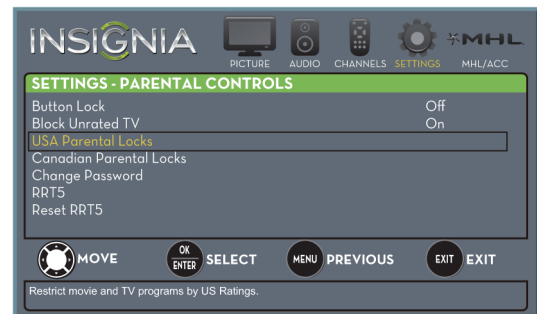 INSIGNIA
PICTURE AUDIO CHANNELS SETTINGS MHL MHL/ACC
SETTINGS - PARENTAL CONTROLS
Button Lock Off
Block Unrated TV On
USA Parental Locks
Canadian Parental Locks
Change Password
RRT5
Reset RRT5
MOVE OK ENTER SELECT MENU PREVIOUS EXIT EXIT
Restrict movie and TV programs by US Ratings.